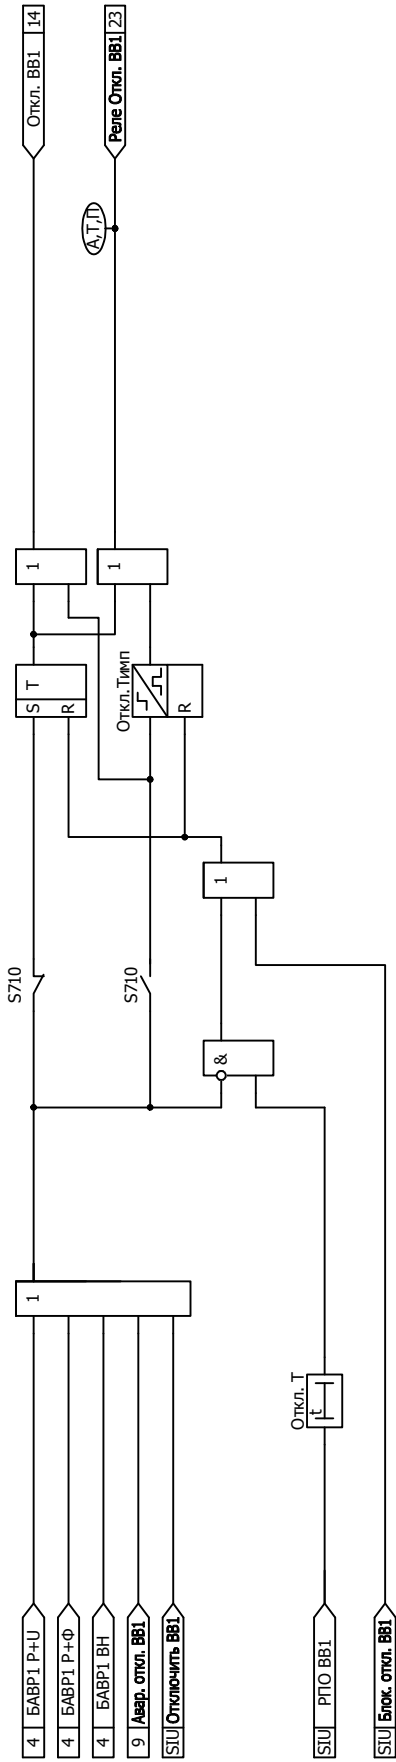 4 БАВР1 Р+U
4 БАВР1 Р+Ф
4 БАВР1 ВН
9 Авар. откл. ВВ1
SIU Отключить ВВ1
SIU РПО ВВ1
SIU Блок. откл. ВВ1
1
Откл. Т
t
S710
S710
&
1
S T
R
Откл.Тимп
R
1
1
А,Т,П
Откл. ВВ1 14
Реле Откл. ВВ1 23